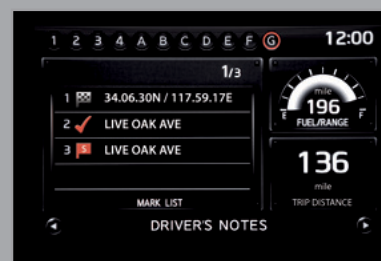 1 2 3 4 A B C D E F G 12:00
1/3
1 34.06.30N / 117.59.17E
2 LIVE OAK AVE
3 S LIVE OAK AVE
MARK LIST
mile
196
E F
FUEL/RANGE
136
mile
TRIP DISTANCE
DRIVER'S NOTES